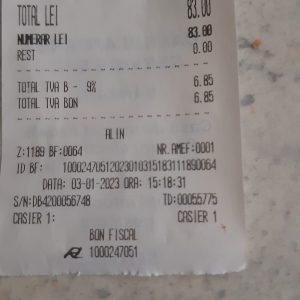 TOTAL LEI 83.00
NUMERAR LEI 83.00
REST 0.00
TOTAL TVA B - 9% 6.85
TOTAL TVA BON 6.85
ALIN
Z:1189 BF:0064 NR.AMEF:0001
ID BF: 10002470512023010315183111890064
DATA: 03-01-2023 ORA: 15:18:31
S/N:DB4200056748 TD:00055775
CASIER 1: CASIER 1
BON FISCAL
1000247051